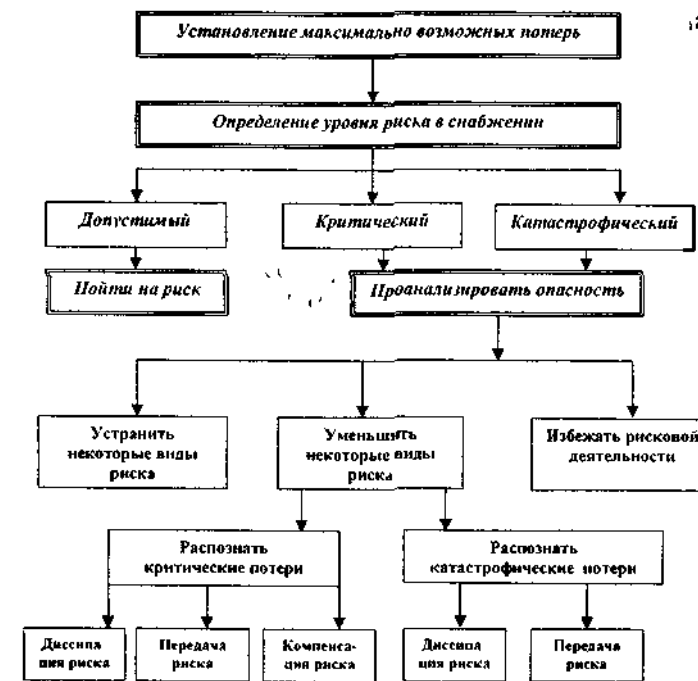 Установление максимально возможных потерь
Определение уровня риска в снабжении
Допустимый
Критический
Катастрофический
Пойти на риск
Проанализировать опасность
Устранить
некоторые виды
риска
Уменьшить
некоторые виды
риска
Избежать рисковой
деятельности
Распознать
критические потери
Распознать
катастрофические потери
Диссипа
ция риска
Передача
риска
Компенса-
ция риска
Диссипа
ция риска
Передача
риска